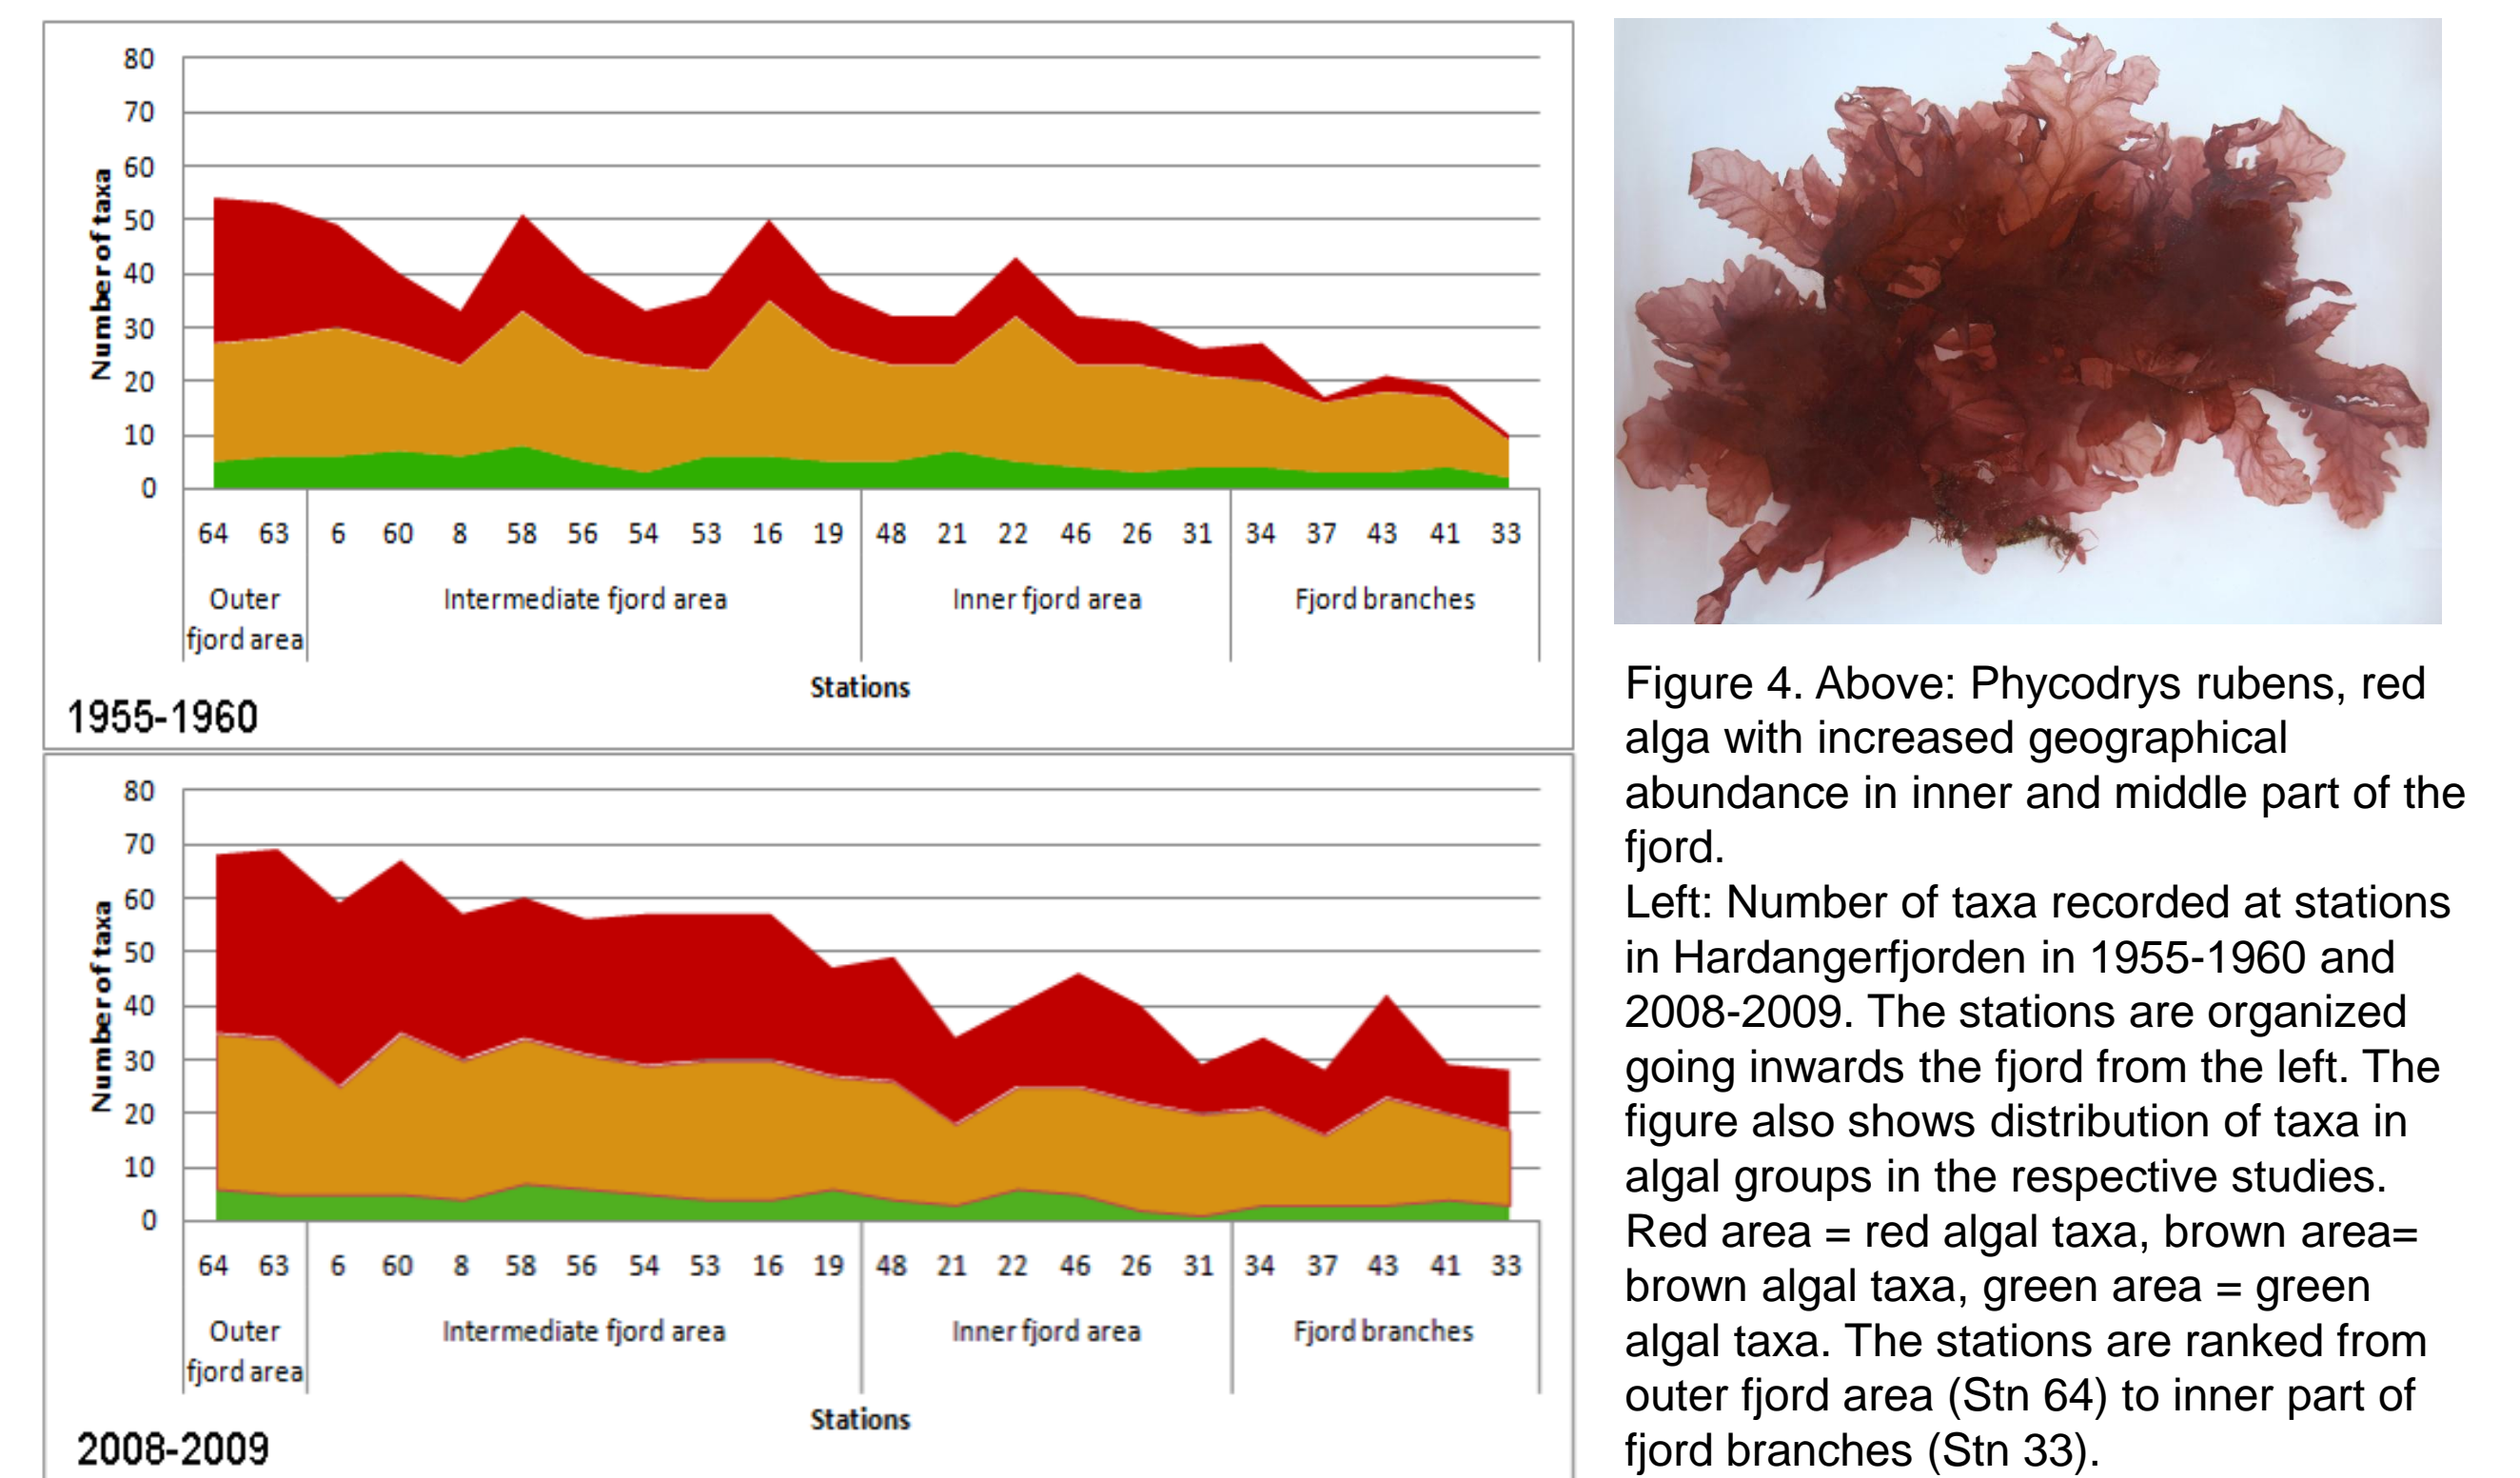 80
70
60
50
40
30
20
10
0
Number of taxa
64 63 6 60 8 58 56 54 53 16 19 48 21 22 46 26 31 34 37 43 41 33
Outer fjord area Intermediate fjord area Inner fjord area Fjord branches
Stations
1955-1960
80
70
60
50
40
30
20
10
0
Number of taxa
64 63 6 60 8 58 56 54 53 16 19 48 21 22 46 26 31 34 37 43 41 33
Outer fjord area Intermediate fjord area Inner fjord area Fjord branches
Stations
2008-2009
Figure 4. Above: Phycodrys rubens, red
alga with increased geographical
abundance in inner and middle part of the
fjord.
Left: Number of taxa recorded at stations
in Hardangerfjorden in 1955-1960 and
2008-2009. The stations are organized
going inwards the fjord from the left. The
figure also shows distribution of taxa in
algal groups in the respective studies.
Red area = red algal taxa, brown area=
brown algal taxa, green area = green
algal taxa. The stations are ranked from
outer fjord area (Stn 64) to inner part of
fjord branches (Stn 33).